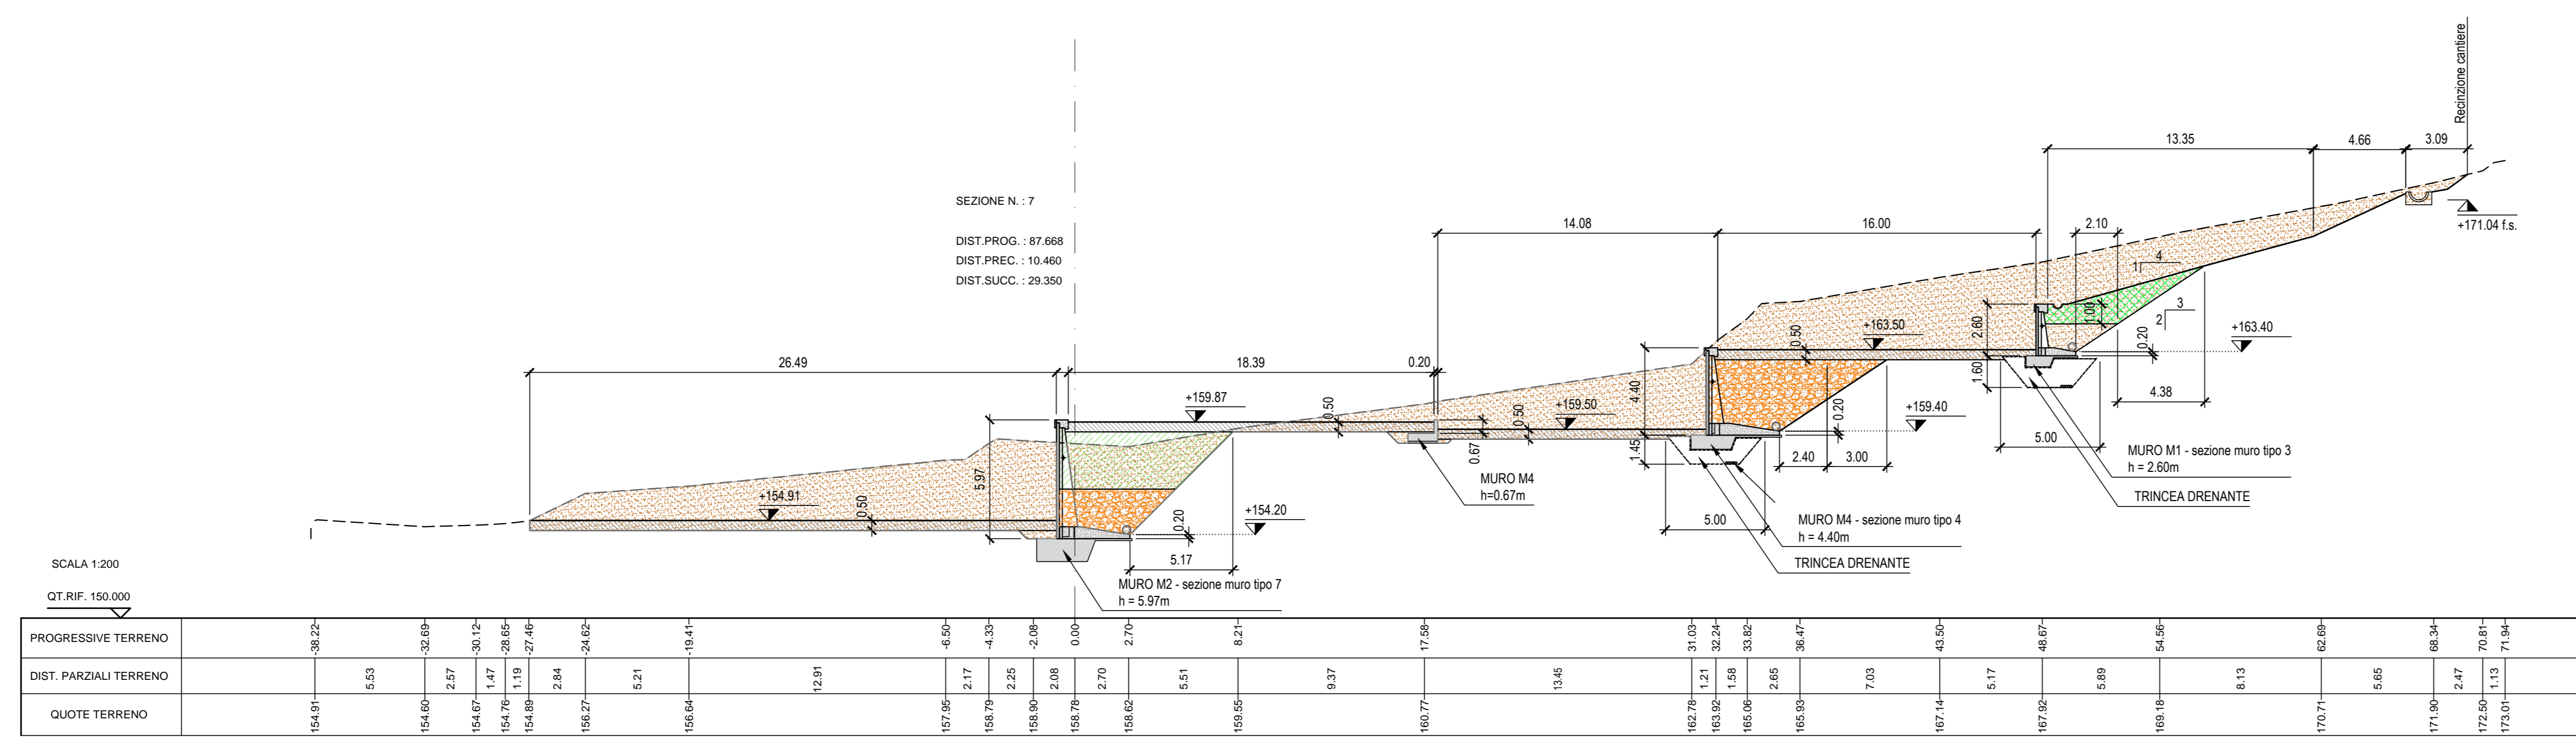 Recinzione cantiere
13.35
4.66
3.09
SEZIONE N. : 7
DIST.PROG. : 87.668
DIST.PREC. : 10.460
DIST.SUCC. : 29.350
14.08
16.00
2.10
+171.04 f.s.
4
1
1.00
3
2
2.60
0.50
+163.50
0.20
+163.40
26.49
18.39
0.20
4.40
1.60
4.38
+159.87
0.50
0.50
+159.50
0.20
+159.40
5.97
0.67
1.45
2.40
3.00
5.00
MURO M1 - sezione muro tipo 3
h = 2.60m
TRINCEA DRENANTE
MURO M4
h=0.67m
+154.91
0.50
0.20
+154.20
5.00
MURO M4 - sezione muro tipo 4
h = 4.40m
TRINCEA DRENANTE
5.17
MURO M2 - sezione muro tipo 7
h = 5.97m
SCALA 1:200
QT.RIF. 150.000
PROGRESSIVE TERRENO -38.22 -32.69 -30.12 -28.65 -27.46 -24.62 -19.41 -6.50 -4.33 -2.08 0.00 2.70 8.21 17.58 31.03 32.24 33.82 36.47 43.50 48.67 54.56 62.69 68.34 70.81 71.94
DIST. PARZIALI TERRENO 5.53 2.57 1.47 1.19 2.84 5.21 12.91 2.17 2.25 2.08 2.70 5.51 9.37 13.45 1.21 1.58 2.65 7.03 5.17 5.89 8.13 5.65 2.47 1.13
QUOTE TERRENO 154.91 154.60 154.67 154.76 154.89 156.27 156.64 157.95 158.79 158.90 158.78 158.62 159.55 160.77 162.78 163.92 165.06 165.93 167.14 167.92 169.18 170.71 171.90 172.50 173.01